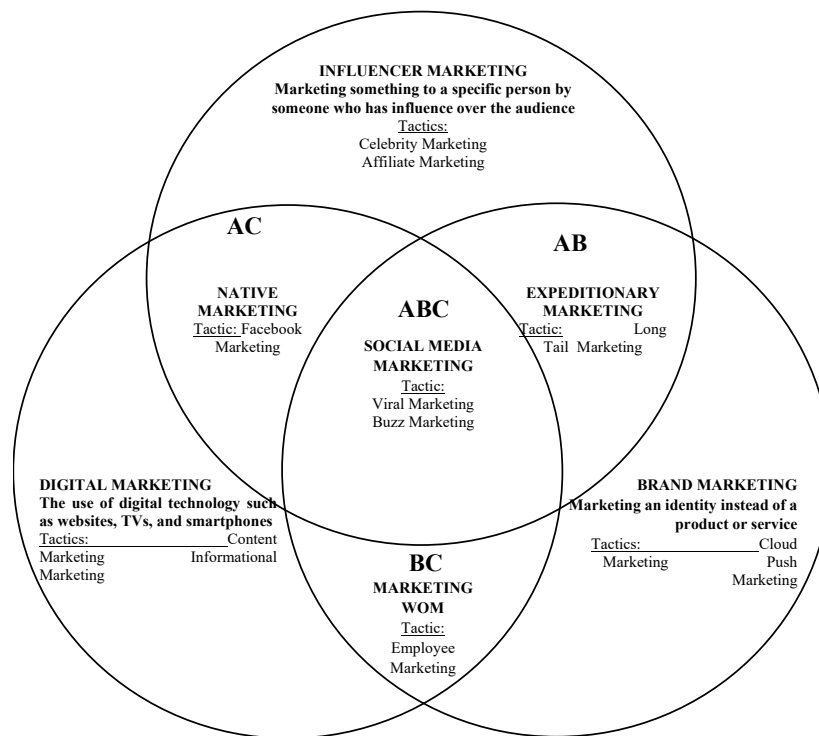 INFLUENCER MARKETING
Marketing something to a specific person by
someone who has influence over the audience
Tactics:
Celebrity Marketing
Affiliate Marketing
AC
NATIVE
MARKETING
Tactic: Facebook
Marketing
ABC
SOCIAL MEDIA
MARKETING
Tactic:
Viral Marketing
Buzz Marketing
AB
EXPEDITIONARY
MARKETING
Tactic: Long
Tail Marketing
DIGITAL MARKETING
The use of digital technology such
as websites, TVs, and smartphones
Tactics: Content
Marketing Informational
Marketing
BC
MARKETING
WOM
Tactic:
Employee
Marketing
BRAND MARKETING
Marketing an identity instead of a
product or service
Tactics: Cloud
Marketing Push
Marketing